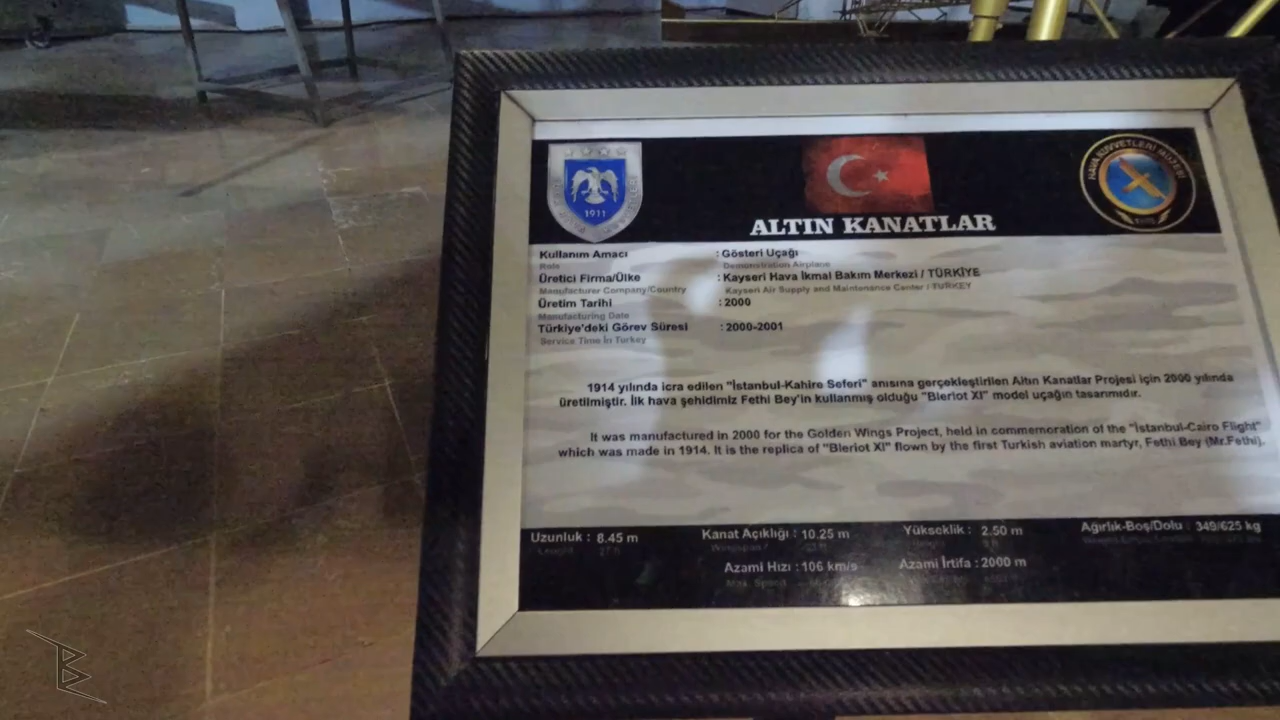 1911
HAVA KUVVETLERİ MÜZESİ
ALTIN KANATLAR
Kullanım Amacı : Gösteri Uçağı
Role Demonstration Airplane
Üretici Firma/Ülke : Kayseri Hava İkmal Bakım Merkezi / TÜRKİYE
Manufacturer Company/Country Kayseri Air Supply and Maintenance Center / TURKEY
Üretim Tarihi : 2000
Manufacturing Date
Türkiye'deki Görev Süresi : 2000-2001
Service Time İn Turkey
1914 yılında icra edilen "İstanbul-Kahire Seferi" anısına gerçekleştirilen Altın Kanatlar Projesi için 2000 yılında
üretilmiştir. İlk hava şehidimiz Fethi Bey'in kullanmış olduğu "Bleriot XI" model uçağın tasarımıdır.
It was manufactured in 2000 for the Golden Wings Project, held in commemoration of the "İstanbul-Cairo Flight"
which was made in 1914. It is the replica of "Bleriot XI" flown by the first Turkish aviation martyr, Fethi Bey (Mr.Fethi).
Uzunluk : 8.45 m Kanat Açıklığı : 10.25 m Yükseklik : 2.50 m Ağırlık-Boş/Dolu : 349/625 kg
Azami Hızı : 106 km/s Azami İrtifa : 2000 m
Max. Speed